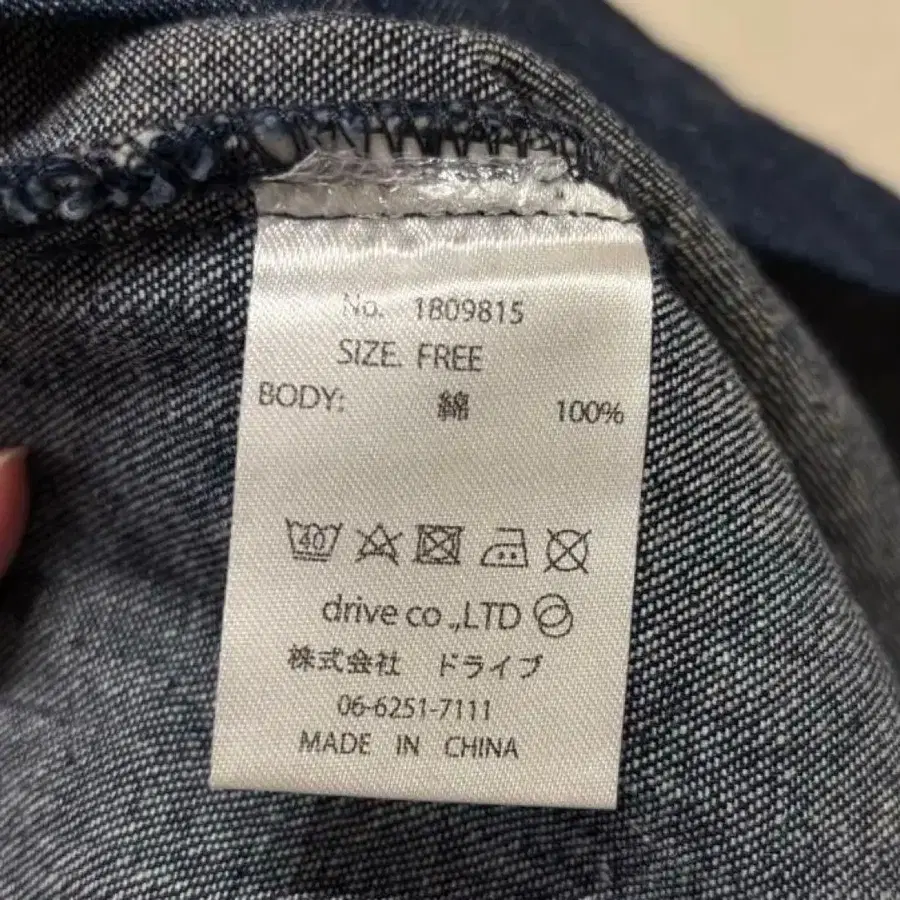 No. 1809815
SIZE. FREE
BODY: 綿 100%
40
drive co.,LTD
株式会社 ドライブ
06-6251-7111
MADE IN CHINA